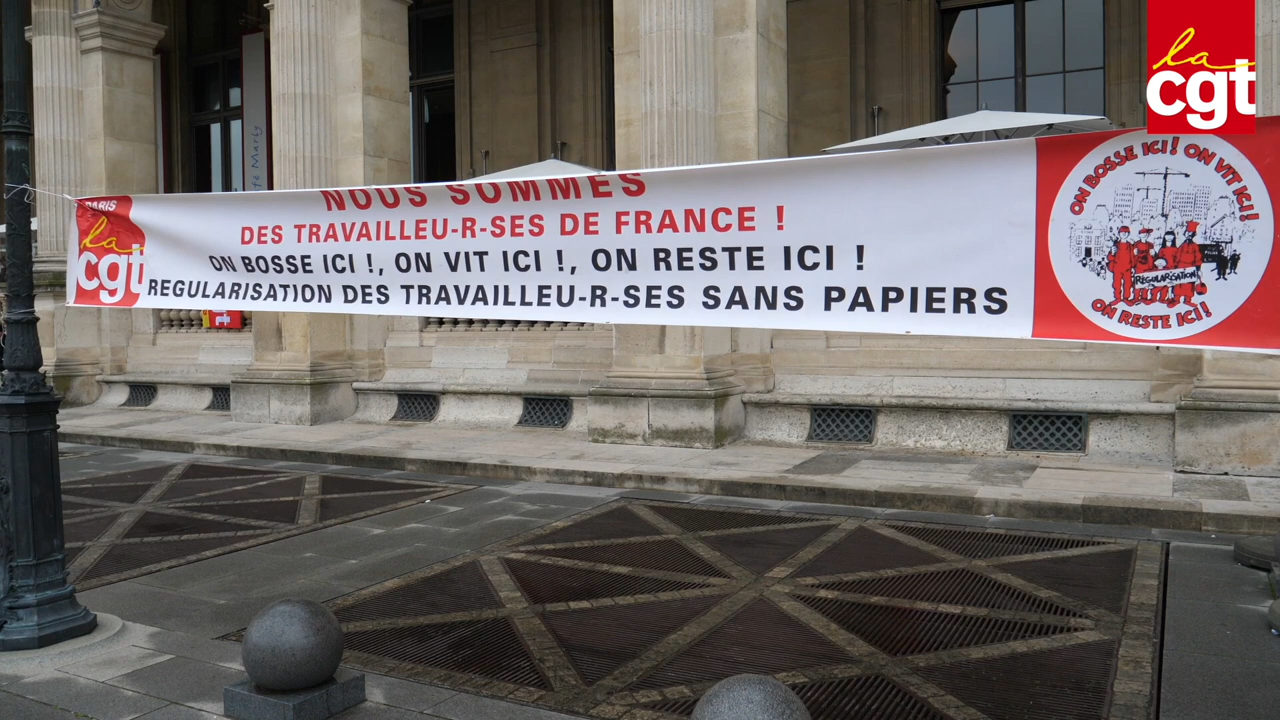 la
cgt
PARIS
la
cgt
NOUS SOMMES
DES TRAVAILLEU-R-SES DE FRANCE !
ON BOSSE ICI !, ON VIT ICI !, ON RESTE ICI !
REGULARISATION DES TRAVAILLEU-R-SES SANS PAPIERS
ON BOSSE ICI ! ON VIT ICI !
REGULARISATION
ON RESTE ICI !
Marly